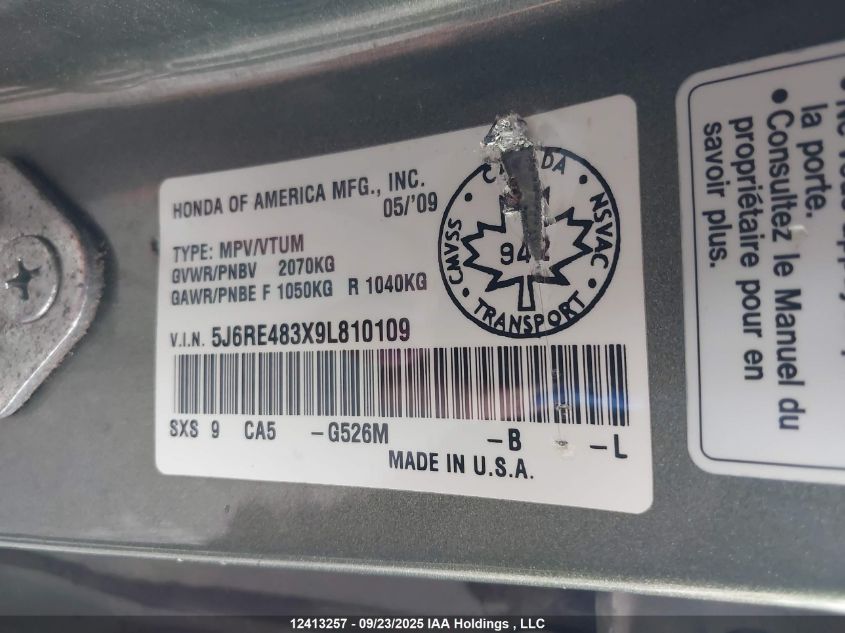 HONDA OF AMERICA MFG., INC.
05/'09
TYPE: MPV/VTUM
GVWR/PNBV 2070KG
GAWR/PNBE F 1050KG R 1040KG
V.I.N. 5J6RE483X9L810109
SXS 9 CA5 -G526M -B -L
MADE IN U.S.A.
CMVSS
NSVAC
TRANSPORT
la porte.
• Consultez le Manuel du
propriétaire pour en
savoir plus.
12413257 - 09/23/2025 IAA Holdings , LLC